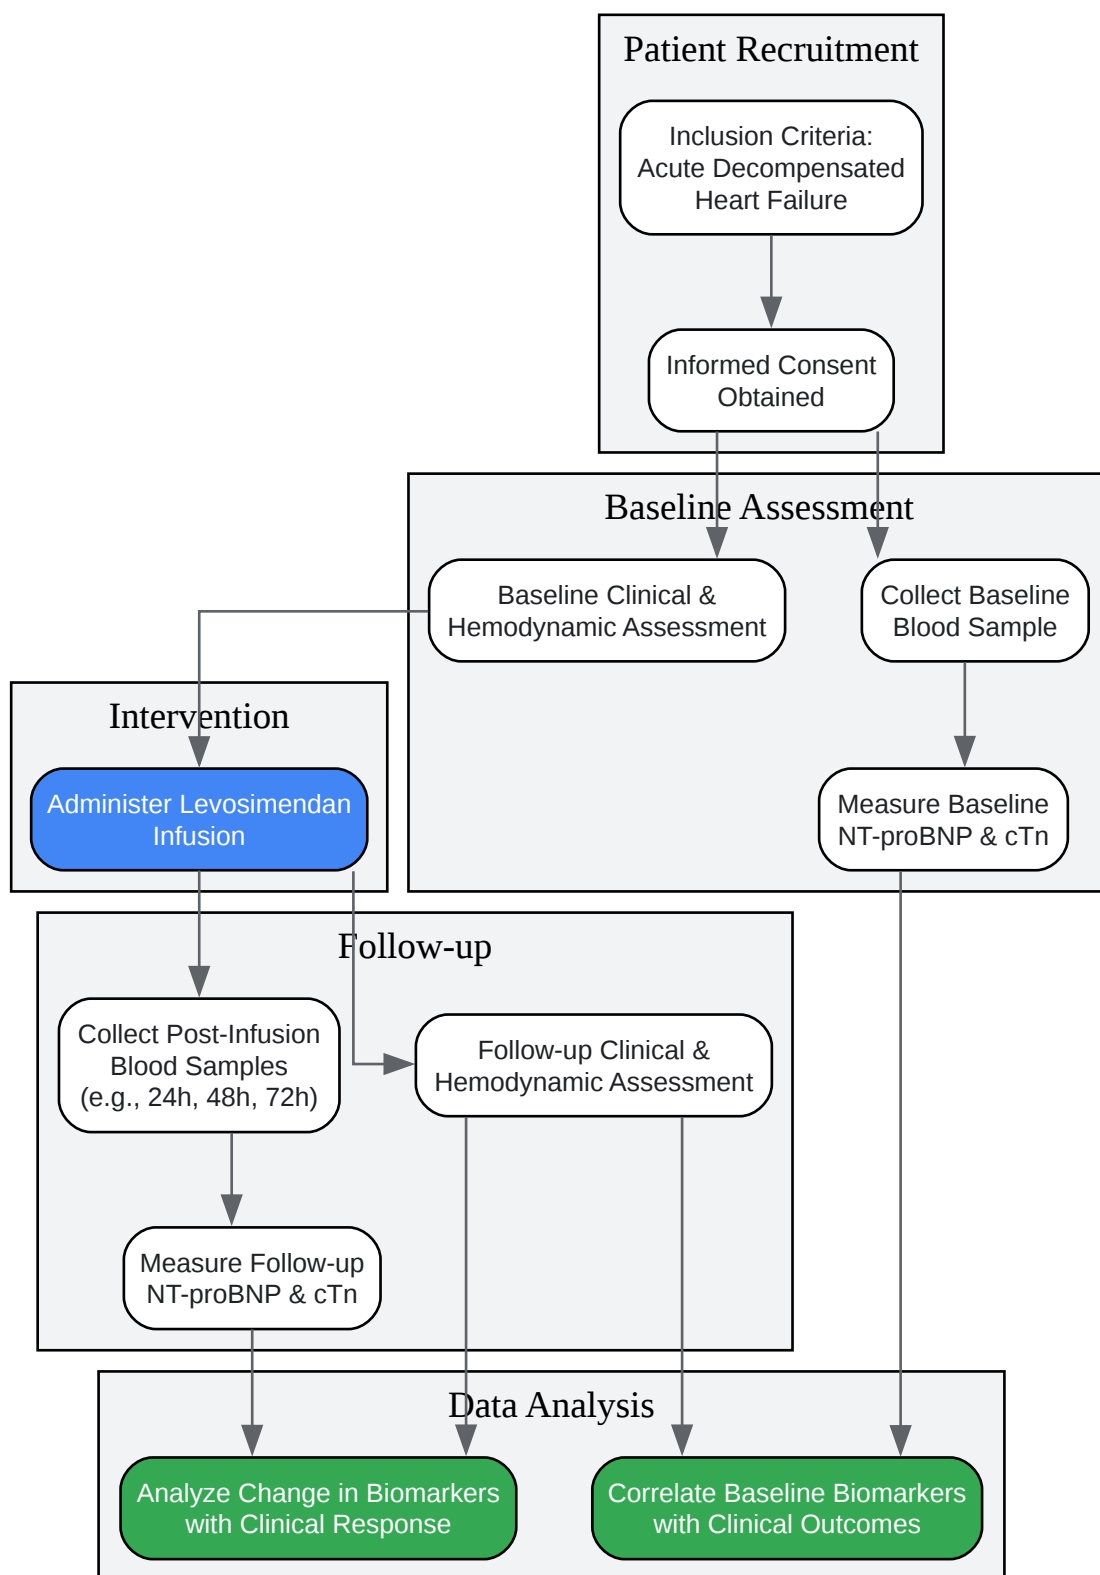 Patient Recruitment
Inclusion Criteria:
Acute Decompensated
Heart Failure
Informed Consent
Obtained
Baseline Assessment
Baseline Clinical &
Hemodynamic Assessment
Collect Baseline
Blood Sample
Intervention
Administer Levosimendan
Infusion
Measure Baseline
NT-proBNP & cTn
Follow-up
Collect Post-Infusion
Blood Samples
(e.g., 24h, 48h, 72h)
Follow-up Clinical &
Hemodynamic Assessment
Measure Follow-up
NT-proBNP & cTn
Data Analysis
Analyze Change in Biomarkers
with Clinical Response
Correlate Baseline Biomarkers
with Clinical Outcomes